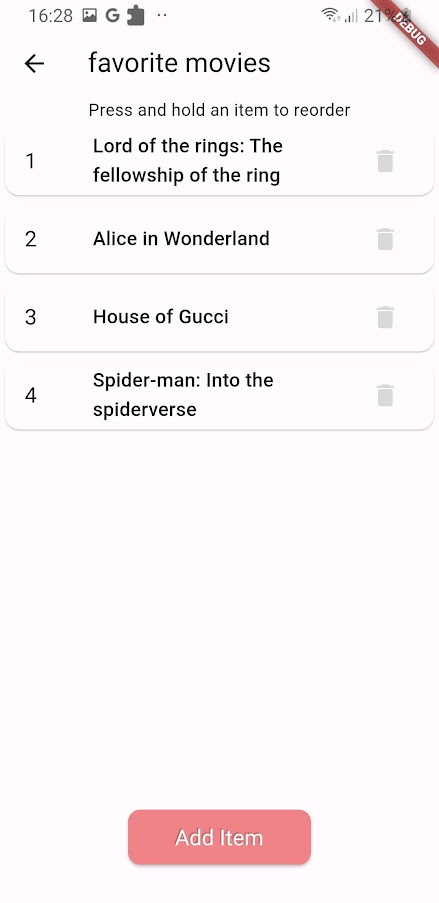 16:28 G 21%
DEBUG
favorite movies
Press and hold an item to reorder
1 Lord of the rings: The
fellowship of the ring
2 Alice in Wonderland
3 House of Gucci
4 Spider-man: Into the
spiderverse
Add Item